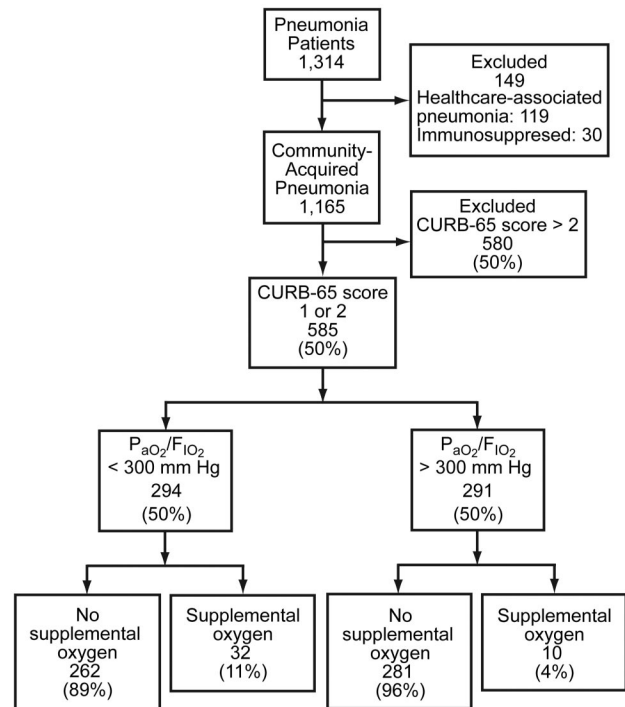 Pneumonia
Patients
1,314
Excluded
149
Healthcare-associated
pneumonia: 119
Immunosuppresed: 30
Community-
Acquired
Pneumonia
1,165
Excluded
CURB-65 score > 2
580
(50%)
CURB-65 score
1 or 2
585
(50%)
PaO2/FIO2
< 300 mm Hg
294
(50%)
PaO2/FIO2
> 300 mm Hg
291
(50%)
No
supplemental
oxygen
262
(89%)
Supplemental
oxygen
32
(11%)
No
supplemental
oxygen
281
(96%)
Supplemental
oxygen
10
(4%)